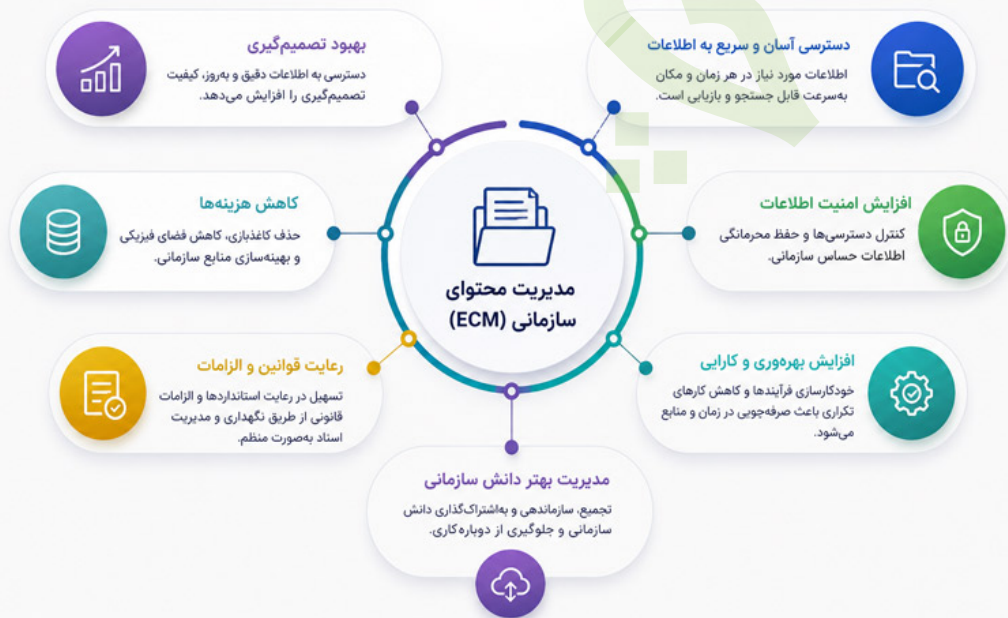 دسترسی آسان و سریع به اطلاعات
اطلاعات مورد نیاز در هر زمان و مکان
به‌سرعت قابل جستجو و بازیابی است.
بهبود تصمیم‌گیری
دسترسی به اطلاعات دقیق و به‌روز، کیفیت
تصمیم‌گیری را افزایش می‌دهد.
افزایش امنیت اطلاعات
کنترل دسترسی‌ها و حفظ محرمانگی
اطلاعات حساس سازمانی.
مدیریت محتوای
سازمانی (ECM)
کاهش هزینه‌ها
حذف کاغذبازی، کاهش فضای فیزیکی
و بهینه‌سازی منابع سازمانی.
افزایش بهره‌وری و کارایی
خودکارسازی فرآیندها و کاهش کارهای
تکراری باعث صرفه‌جویی در زمان و منابع
می‌شود.
رعایت قوانین و الزامات
تسهیل در رعایت استانداردها و الزامات
قانونی از طریق نگهداری و مدیریت
اسناد به‌صورت منظم.
مدیریت بهتر دانش سازمانی
تجمیع، سازماندهی و به‌اشتراک‌گذاری دانش
سازمانی و جلوگیری از دوباره‌کاری.